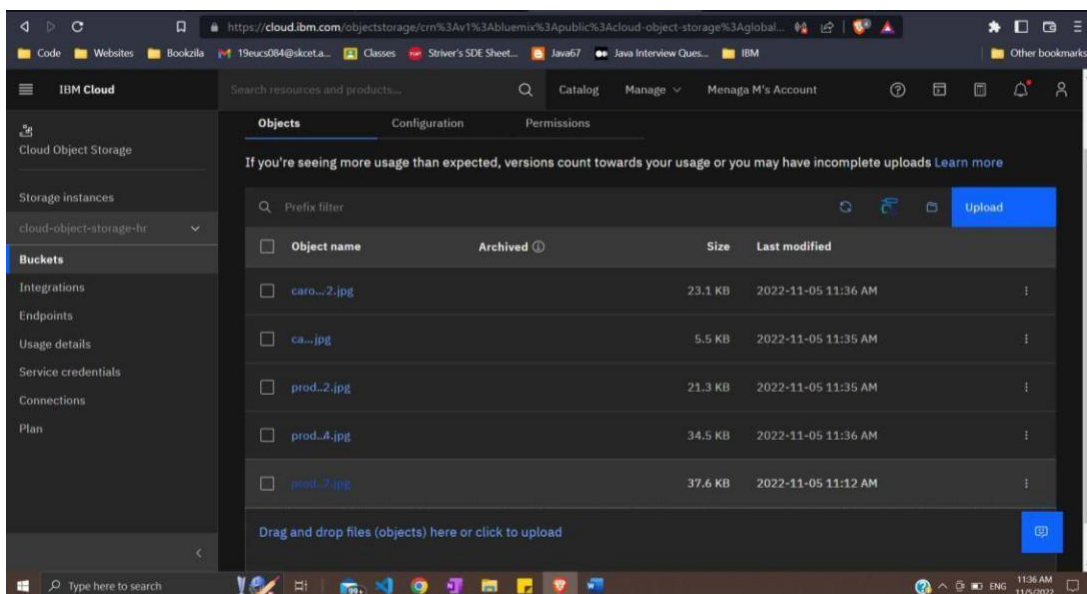 https://cloud.ibm.com/objectstorage/crn%3Av1%3Abluemix%3Apublic%3Acloud-object-storage%3Aglobal...
Code Websites Bookzila 19eucs084@skcet.a... Classes Striver's SDE Sheet... Java67 Java Interview Ques... IBM Other bookmarks
IBM Cloud Search resources and products... Catalog Manage Menaga M's Account
Cloud Object Storage
Storage instances
cloud-object-storage-hr
Buckets
Integrations
Endpoints
Usage details
Service credentials
Connections
Plan
Objects Configuration Permissions
If you're seeing more usage than expected, versions count towards your usage or you may have incomplete uploads Learn more
Prefix filter Upload
Object name Archived Size Last modified
caro...2.jpg 23.1 KB 2022-11-05 11:36 AM
ca...jpg 5.5 KB 2022-11-05 11:35 AM
prod..2.jpg 21.3 KB 2022-11-05 11:35 AM
prod..4.jpg 34.5 KB 2022-11-05 11:36 AM
37.6 KB 2022-11-05 11:12 AM
Drag and drop files (objects) here or click to upload
Type here to search 99+ ENG 11:36 AM
11/5/2022